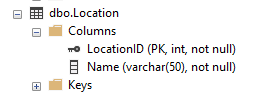 dbo.Location
Columns
LocationID (PK, int, not null)
Name (varchar(50), not null)
Keys